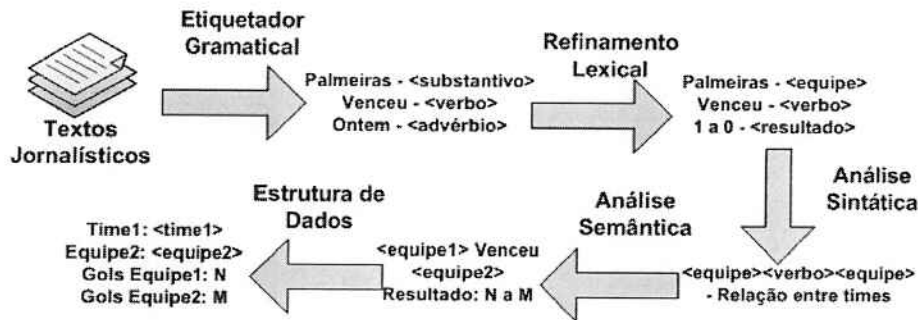 Textos
Jornalísticos
Etiquetador
Gramatical
Palmeiras - <substantivo>
Venceu - <verbo>
Ontem - <advérbio>
Refinamento
Lexical
Palmeiras - <equipe>
Venceu - <verbo>
1 a 0 - <resultado>
Análise
Sintática
<equipe><verbo><equipe>
- Relação entre times
Análise
Semântica
<equipe1> Venceu
<equipe2>
Resultado: N a M
Estrutura de
Dados
Time1: <time1>
Equipe2: <equipe2>
Gols Equipe1: N
Gols Equipe2: M